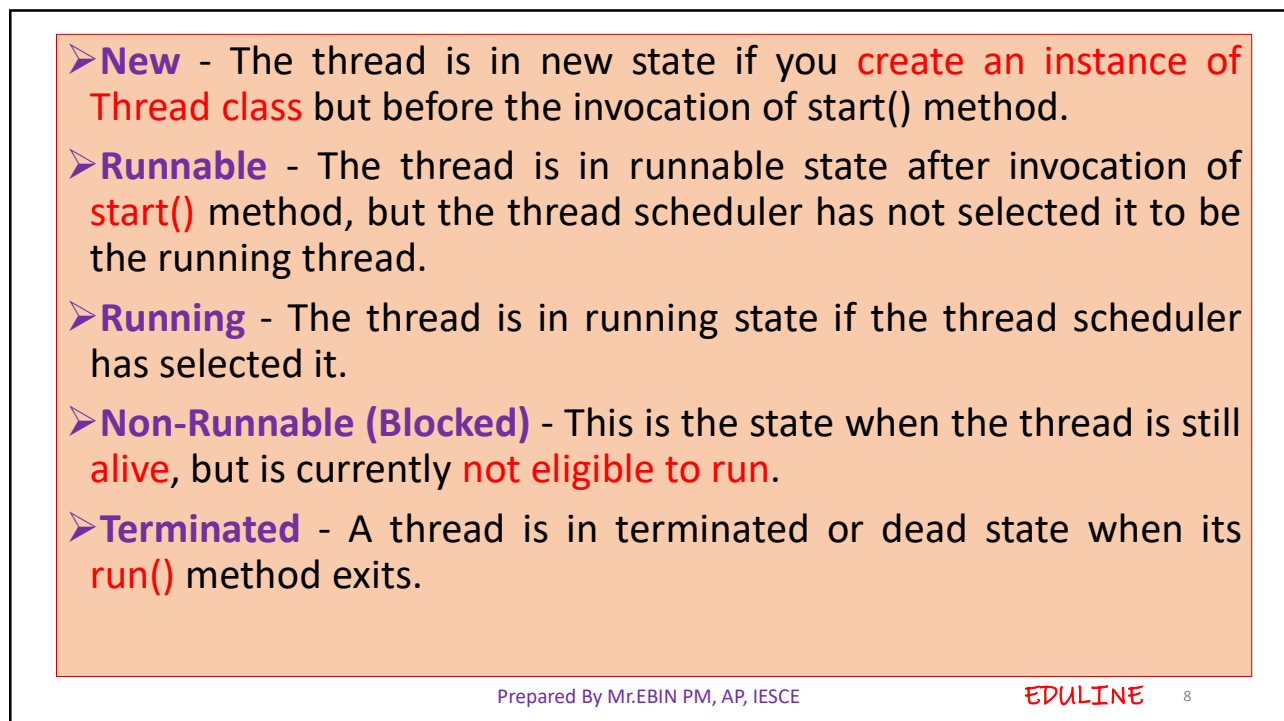 ➢New - The thread is in new state if you create an instance of
Thread class but before the invocation of start() method.
➢Runnable - The thread is in runnable state after invocation of
start() method, but the thread scheduler has not selected it to be
the running thread.
➢Running - The thread is in running state if the thread scheduler
has selected it.
➢Non-Runnable (Blocked) - This is the state when the thread is still
alive, but is currently not eligible to run.
➢Terminated - A thread is in terminated or dead state when its
run() method exits.
Prepared By Mr.EBIN PM, AP, IESCE EDULINE 8